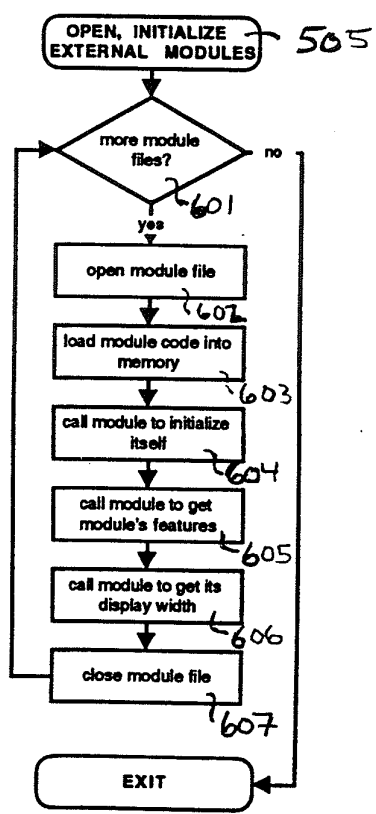 OPEN, INITIALIZE
EXTERNAL MODULES
505
more module
files?
no
601
yes
open module file
602
load module code into
memory
603
call module to initialize
itself
604
call module to get
module's features
605
call module to get its
display width
606
close module file
607
EXIT